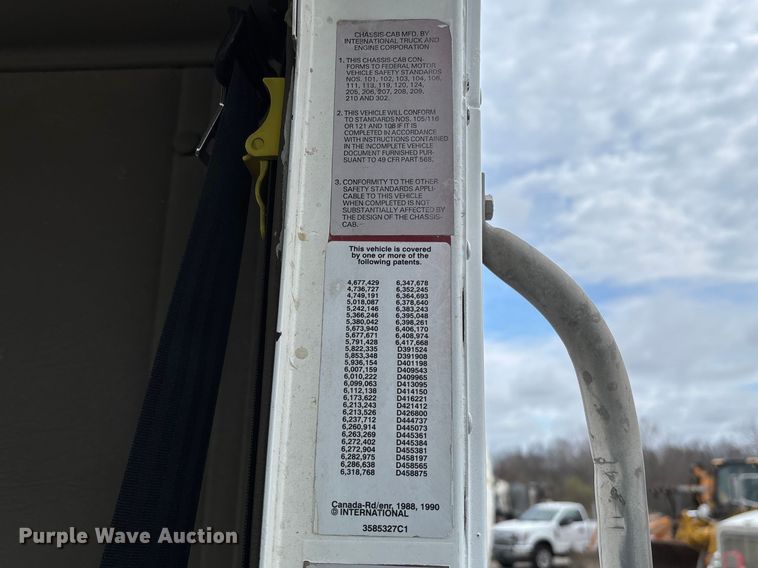 CHASSIS-CAB MFD. BY
INTERNATIONAL TRUCK AND
ENGINE CORPORATION
1. THIS CHASSIS-CAB CON-
FORMS TO FEDERAL MOTOR
VEHICLE SAFETY STANDARDS
NOS. 101, 102, 103, 104, 106,
111, 113, 119, 120, 124,
205, 206, 207, 208, 209,
210 AND 302.
2. THIS VEHICLE WILL CONFORM
TO STANDARDS NOS. 105/116
OR 121 AND 108 IF IT IS
COMPLETED IN ACCORDANCE
WITH INSTRUCTIONS CONTAINED
IN THE INCOMPLETE VEHICLE
DOCUMENT FURNISHED PUR-
SUANT TO 49 CFR PART 568.
3. CONFORMITY TO THE OTHER
SAFETY STANDARDS APPLI-
CABLE TO THIS VEHICLE
WHEN COMPLETED IS NOT
SUBSTANTIALLY AFFECTED BY
THE DESIGN OF THE CHASSIS-
CAB.
This vehicle is covered
by one or more of the
following patents.
4,677,429 6,347,678
4,736,727 6,352,245
4,749,191 6,364,693
5,018,087 6,378,640
5,242,146 6,383,243
5,366,246 6,395,048
5,380,042 6,398,261
5,673,940 6,406,170
5,677,671 6,408,974
5,791,428 6,417,668
5,822,335 D391524
5,853,348 D391908
5,936,154 D401198
6,007,159 D409543
6,010,222 D409965
6,099,063 D413095
6,112,138 D414150
6,173,622 D416221
6,213,243 D421412
6,213,526 D426800
6,237,712 D444737
6,260,914 D445073
6,263,269 D445361
6,272,402 D445384
6,272,904 D455381
6,282,975 D458197
6,286,638 D458565
6,318,768 D458875
Canada-Rd/enr. 1988, 1990
© INTERNATIONAL
3585327C1
Purple Wave Auction